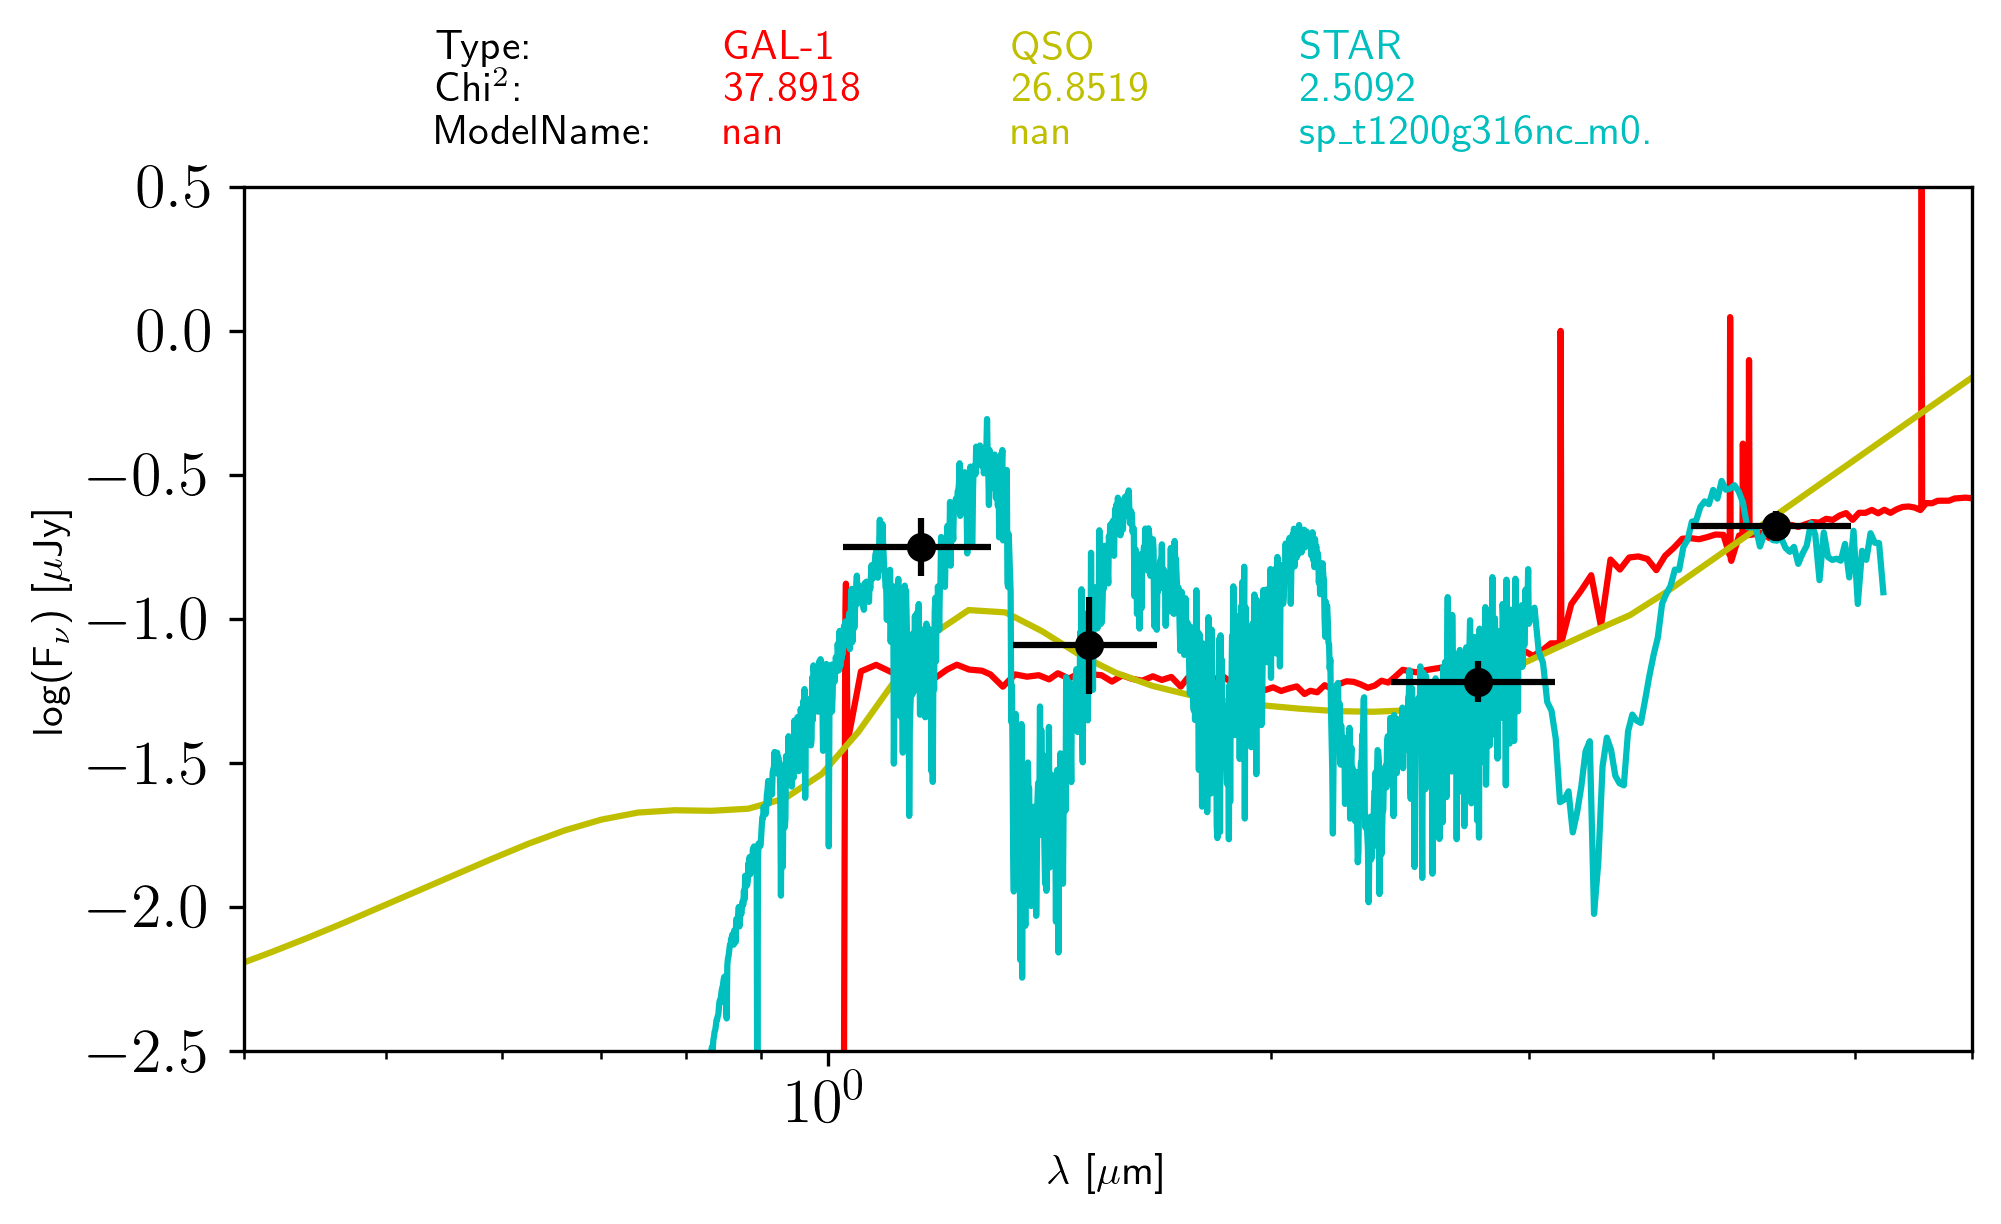 Type: GAL-1 QSO STAR
Chi²: 37.8918 26.8519 2.5092
ModelName: nan nan sp_t1200g316nc_m0.
0.5
0.0
−0.5
−1.0
−1.5
−2.0
−2.5
log(Fν) [μJy]
10⁰
λ [μm]